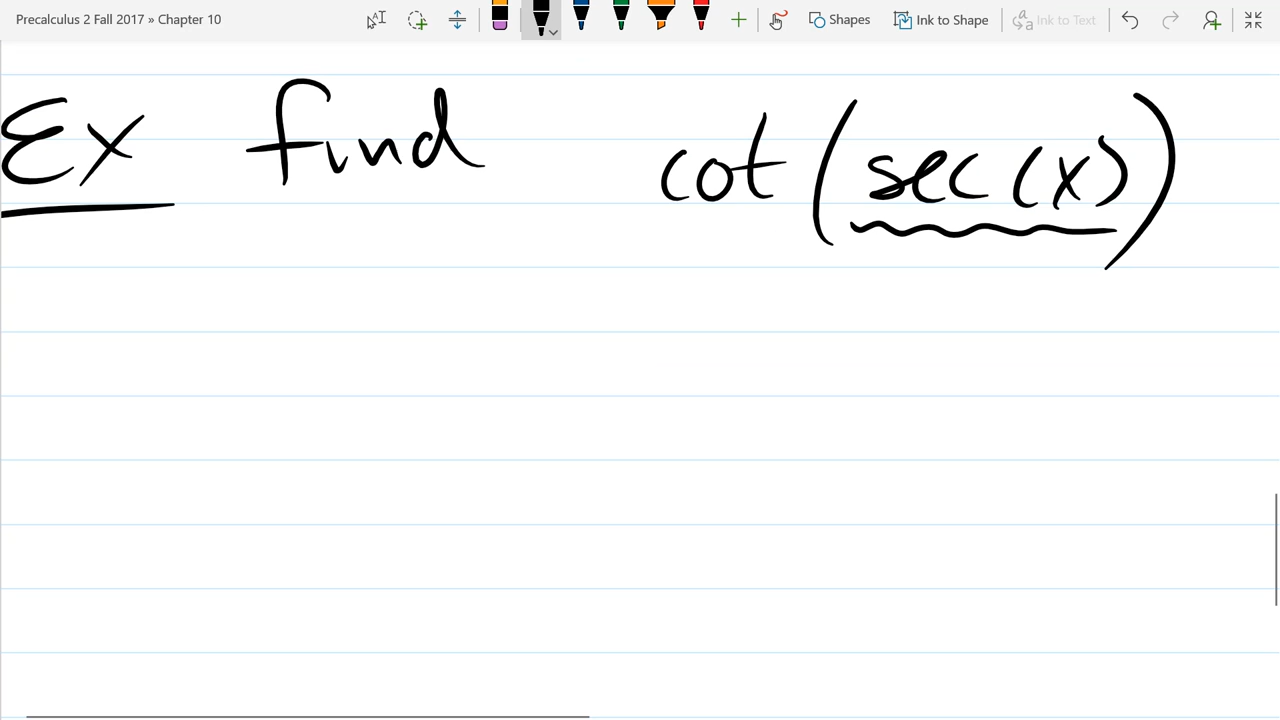 Precalculus 2 Fall 2017 » Chapter 10 Shapes Ink to Shape Ink to Text
Ex find cot(sec(x))